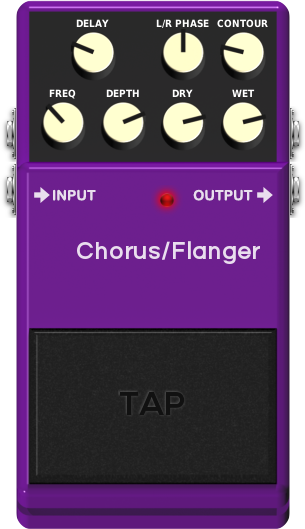 DELAY L/R PHASE CONTOUR
FREQ DEPTH DRY WET
INPUT OUTPUT
Chorus/Flanger
TAP